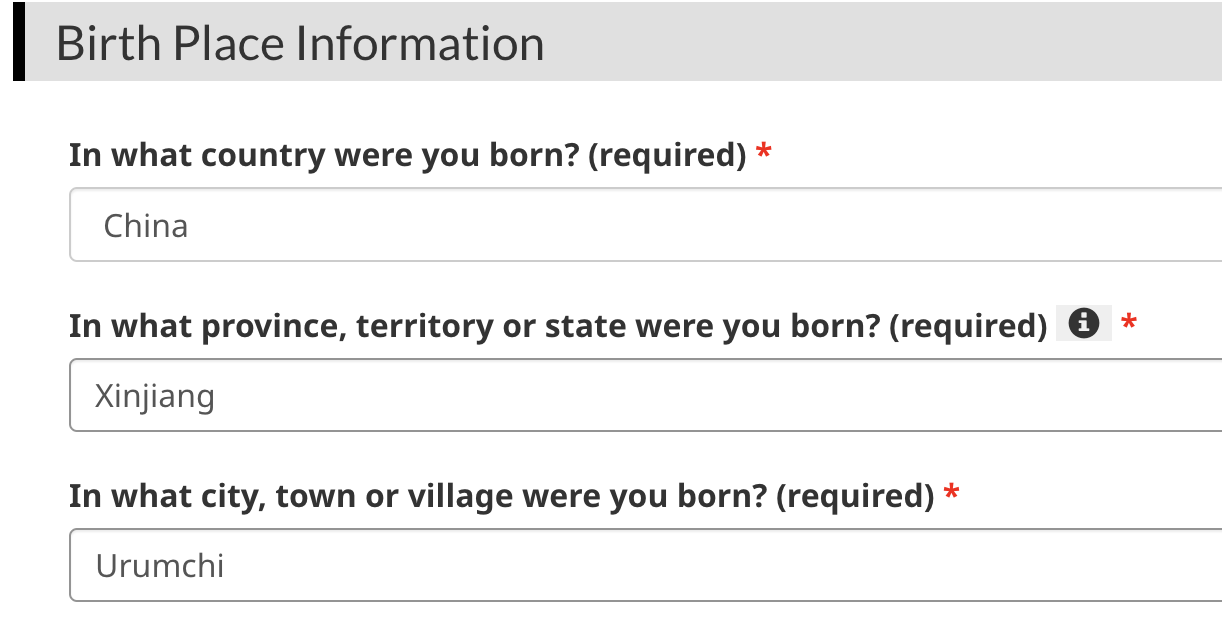 Birth Place Information
In what country were you born? (required) *
China
In what province, territory or state were you born? (required) *
Xinjiang
In what city, town or village were you born? (required) *
Urumchi